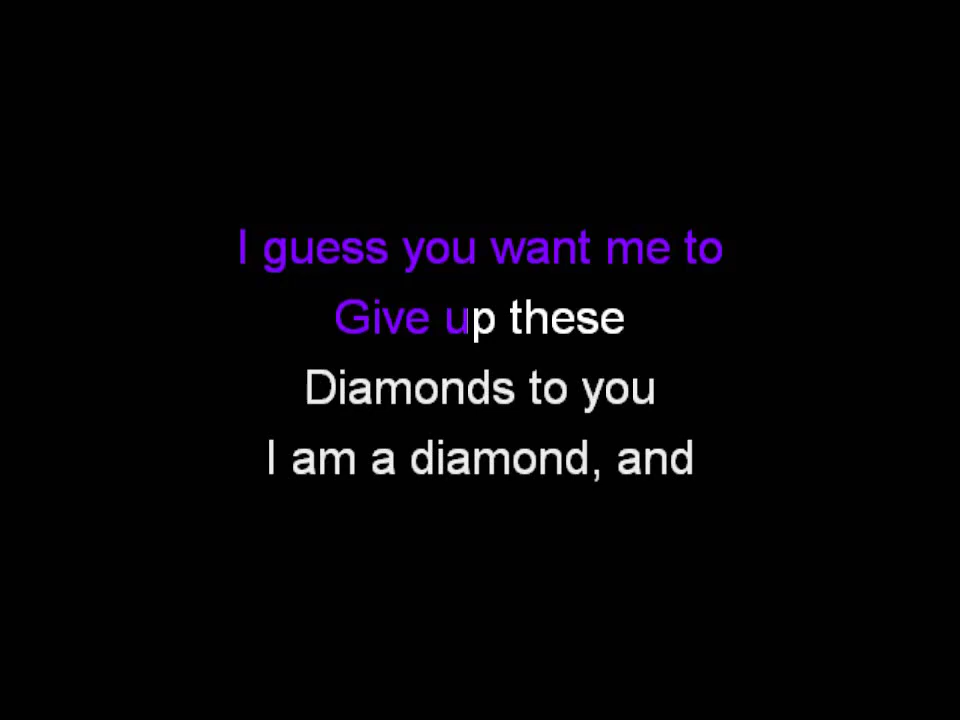 I guess you want me to
Give up these
Diamonds to you
I am a diamond, and